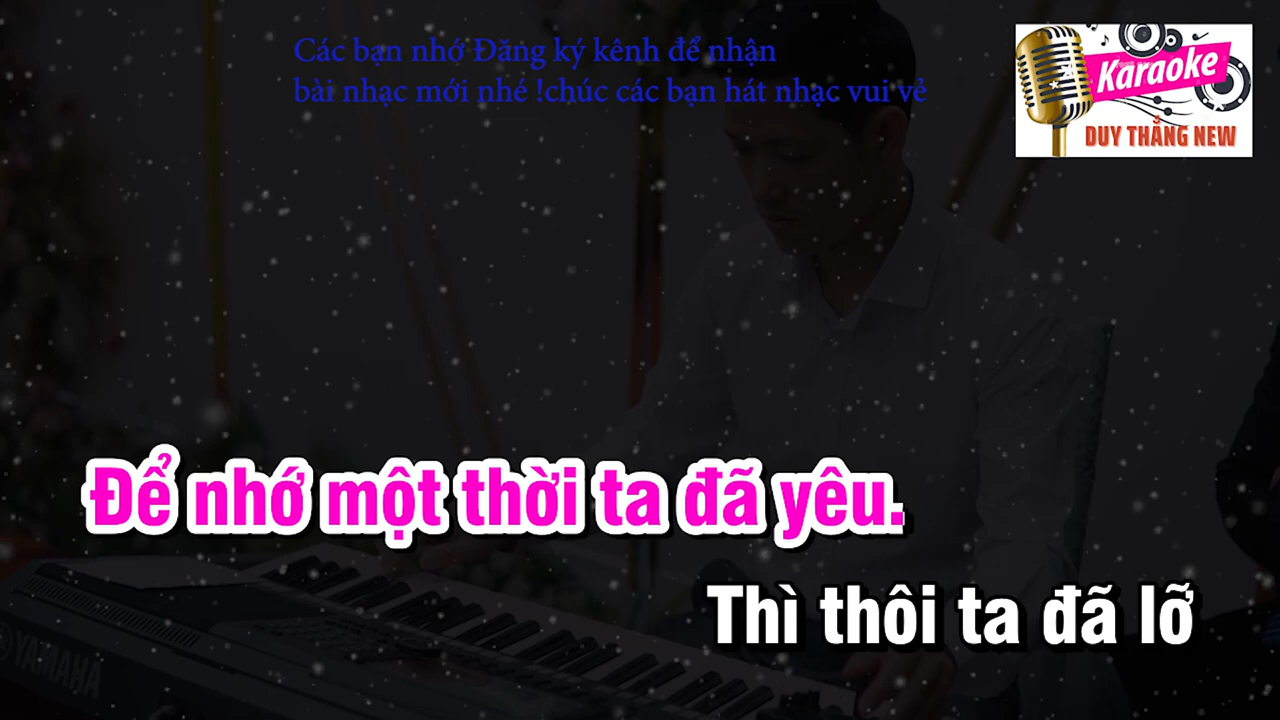 Các bạn nhớ Đăng ký kênh để nhận
bài nhạc mới nhé !chúc các bạn hát nhạc vui vẻ
Karaoke
DUY THẮNG NEW
Để nhớ một thời ta đã yêu.
Thì thôi ta đã lỡ
YAMAHA